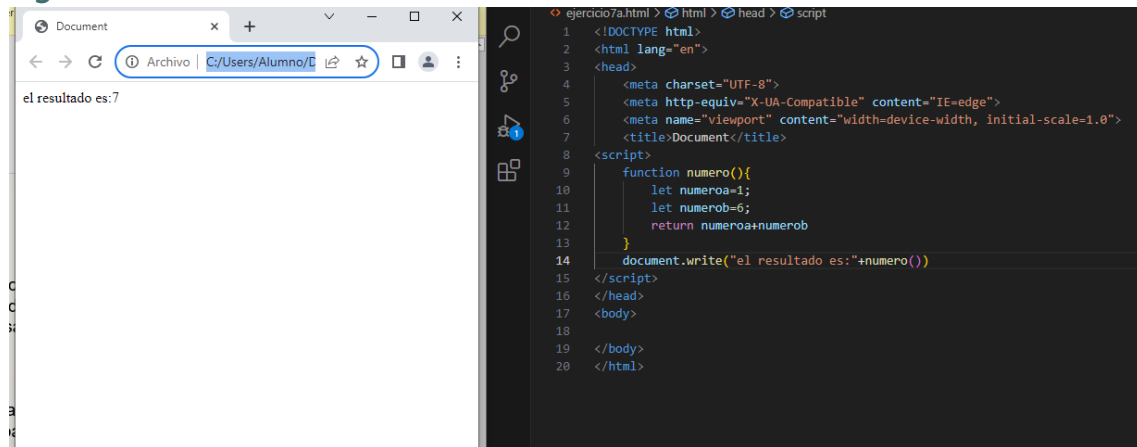 Document
Archivo C:/Users/Alumno/D
el resultado es:7
ejercicio7a.html > html > head > script
1 <!DOCTYPE html>
2 <html lang="en">
3 <head>
4 <meta charset="UTF-8">
5 <meta http-equiv="X-UA-Compatible" content="IE=edge">
6 <meta name="viewport" content="width=device-width, initial-scale=1.0">
7 <title>Document</title>
8 <script>
9 function numero(){
10 let numeroa=1;
11 let numerob=6;
12 return numeroa+numerob
13 }
14 document.write("el resultado es:"+numero())
15 </script>
16 </head>
17 <body>
18
19 </body>
20 </html>
1